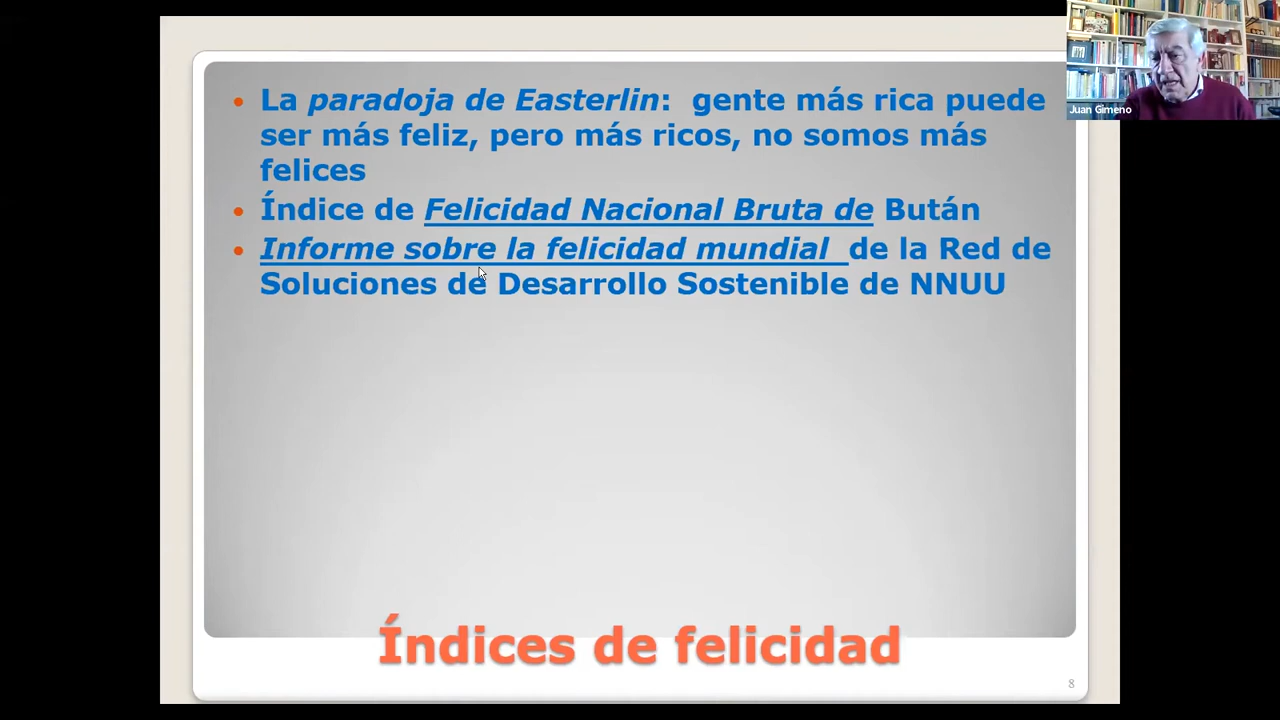 La paradoja de Easterlin: gente más rica puede
ser más feliz, pero más ricos, no somos más
felices
Índice de Felicidad Nacional Bruta de Bután
Informe sobre la felicidad mundial de la Red de
Soluciones de Desarrollo Sostenible de NNUU
Índices de felicidad
8
Juan Gimeno